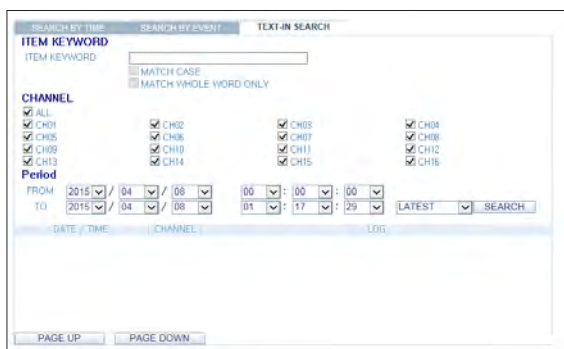 SEARCH BY TIME SEARCH BY EVENT TEXT-IN SEARCH
ITEM KEYWORD
ITEM KEYWORD
MATCH CASE
MATCH WHOLE WORD ONLY
CHANNEL
ALL
CH01 CH02 CH03 CH04
CH05 CH06 CH07 CH08
CH09 CH10 CH11 CH12
CH13 CH14 CH15 CH16
Period
FROM 2015 / 04 / 08 00 : 00 : 00
TO 2015 / 04 / 08 01 : 17 : 29 LATEST SEARCH
DATE / TIME CHANNEL LOG
PAGE UP PAGE DOWN